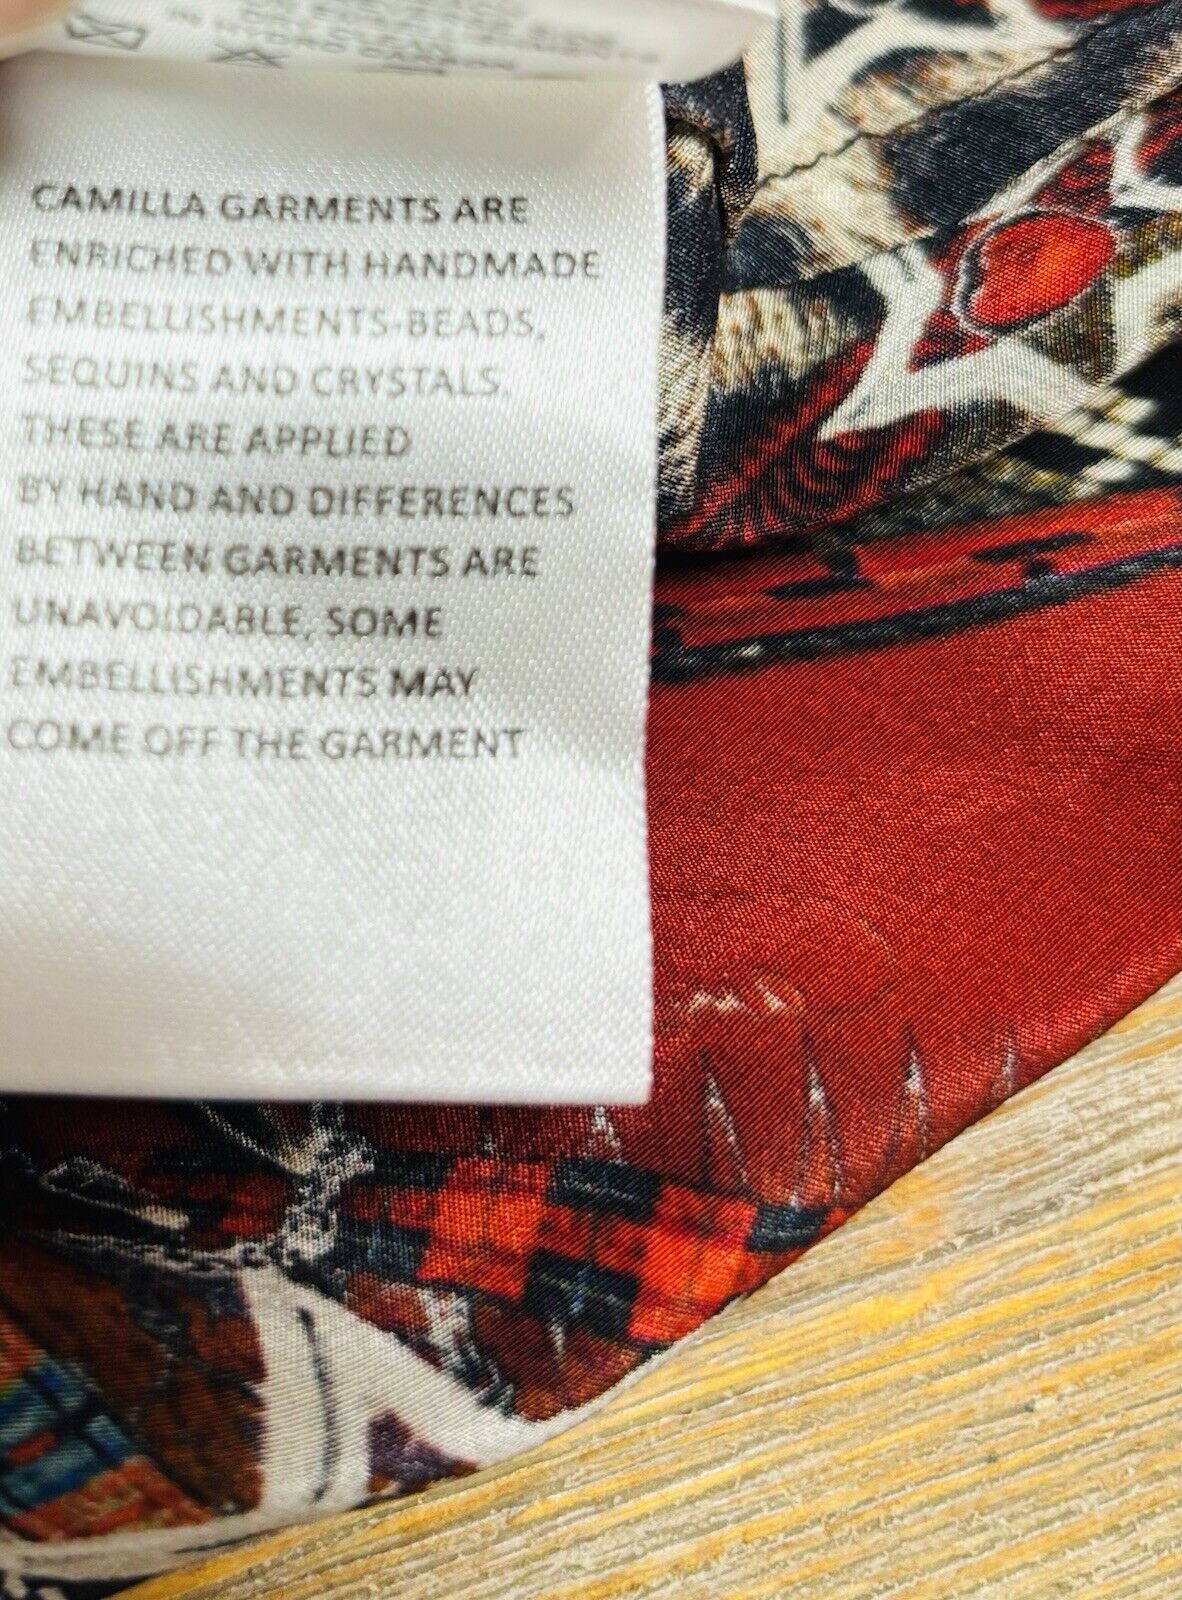 CAMILLA GARMENTS ARE
ENRICHED WITH HANDMADE
EMBELLISHMENTS-BEADS,
SEQUINS AND CRYSTALS.
THESE ARE APPLIED
BY HAND AND DIFFERENCES
BETWEEN GARMENTS ARE
UNAVOIDABLE, SOME
EMBELLISHMENTS MAY
COME OFF THE GARMENT